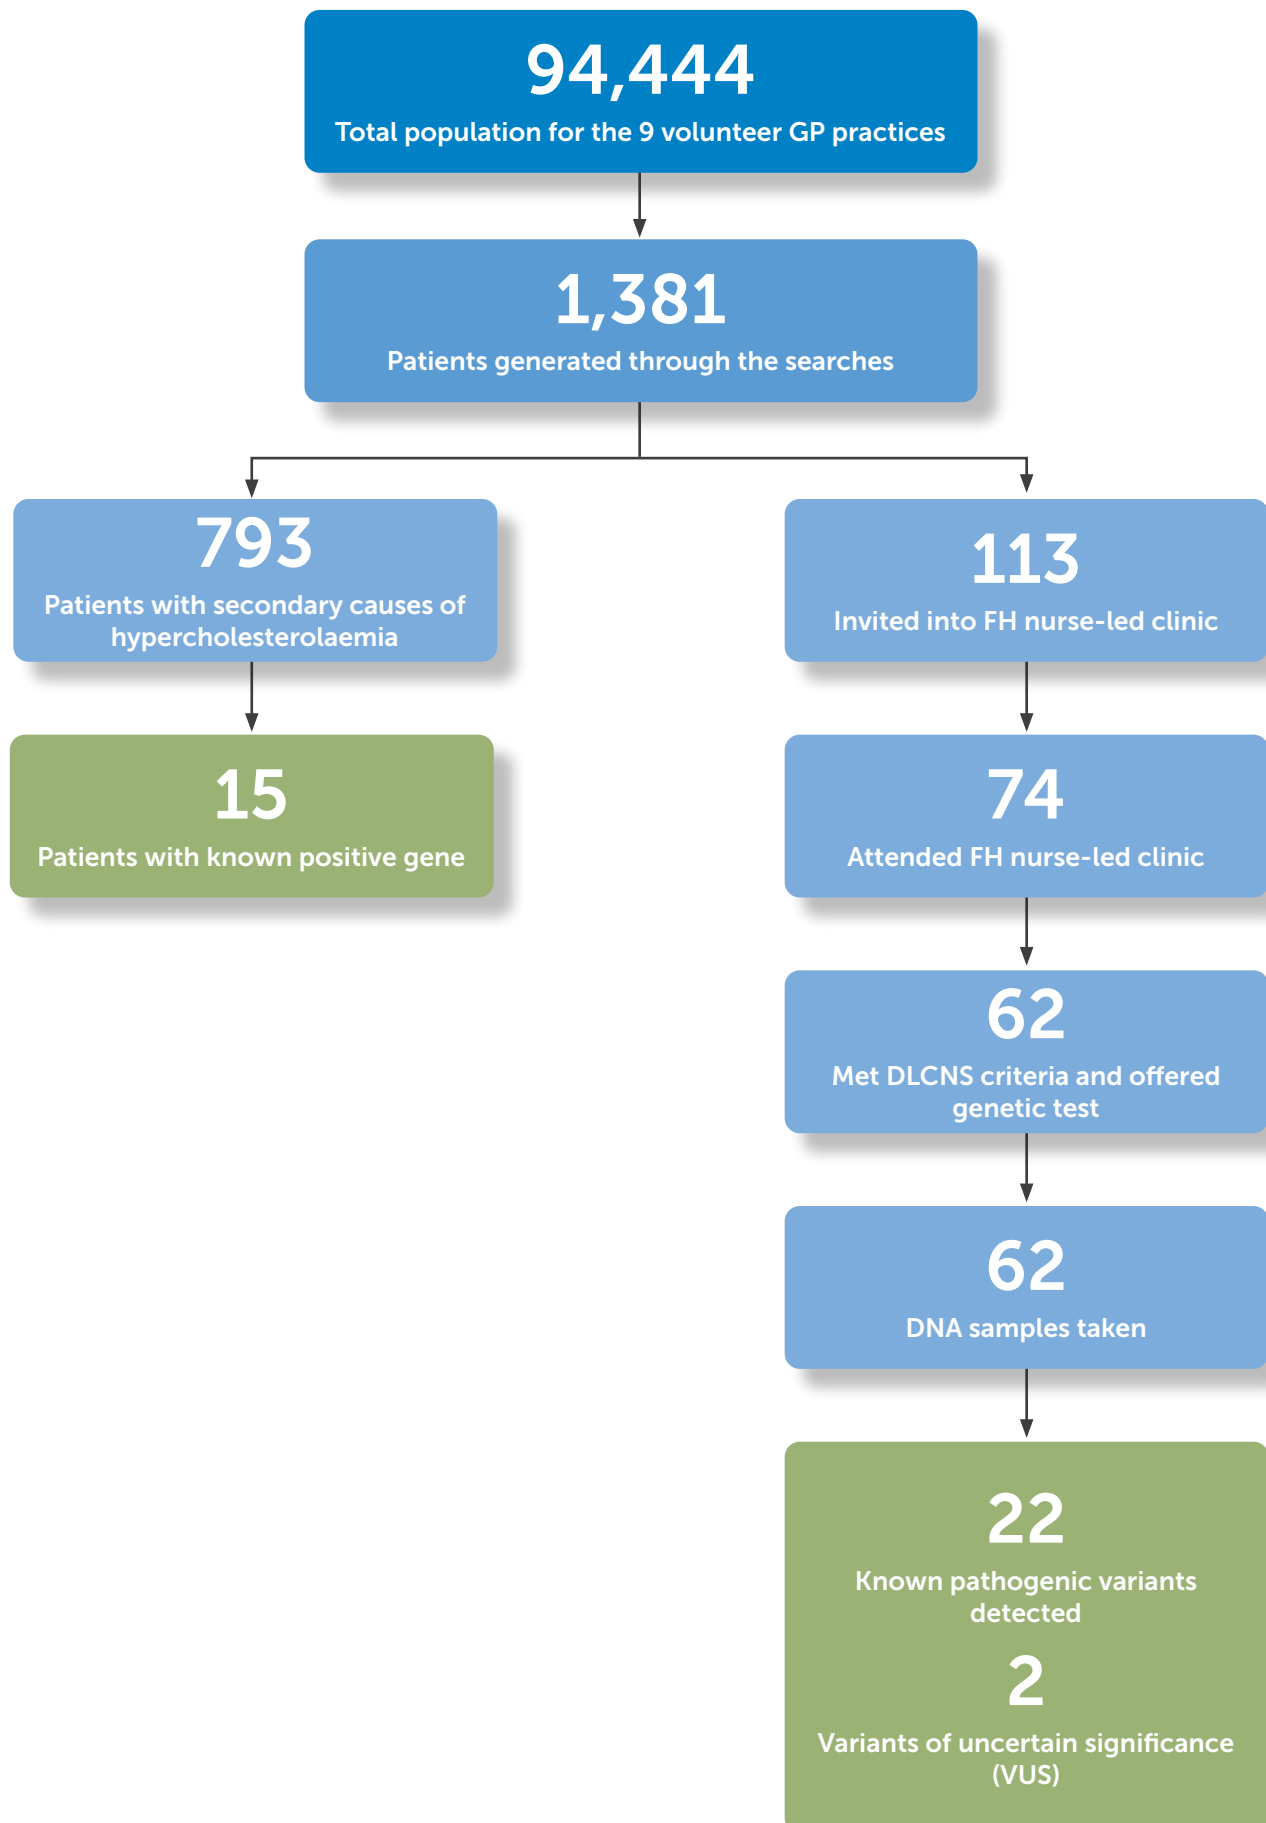 94,444
Total population for the 9 volunteer GP practices
1,381
Patients generated through the searches
793
Patients with secondary causes of
hypercholesterolaemia
15
Patients with known positive gene
113
Invited into FH nurse-led clinic
74
Attended FH nurse-led clinic
62
Met DLCNS criteria and offered
genetic test
62
DNA samples taken
22
Known pathogenic variants
detected
2
Variants of uncertain significance
(VUS)